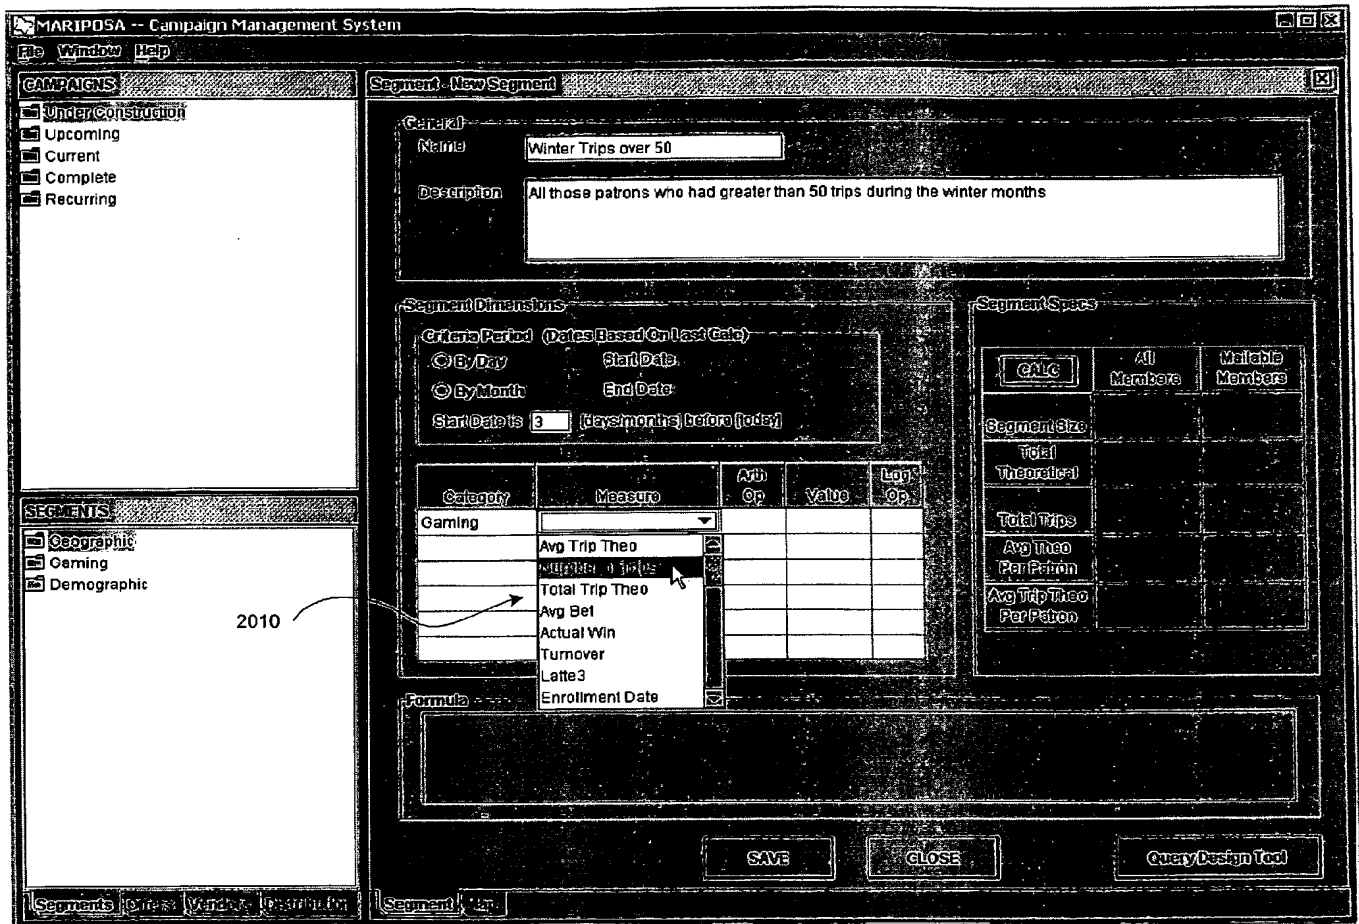 MARIPOSA -- Campaign Management System
File Window Help
CAMPAIGNS
Under Construction
Upcoming
Current
Complete
Recurring
SEGMENTS
Geographic
Gaming
Demographic
Segments Offers Vendors Distribution
Segment - New Segment
General
Name
Winter Trips over 50
Description
All those patrons who had greater than 50 trips during the winter months
Segment Dimensions
Criteria Period (Dates Based On Last Calc)
By Day Start Date
By Month End Date
Start Date is 3 [days/months] before [today]
Category Measure Arth Op Value Log Op
Gaming
Avg Trip Theo
Number of Trips
Total Trip Theo
Avg Bet
Actual Win
Turnover
Latte3
Enrollment Date
2010
Segment Specs
CALC All Members Mailable Members
Segment Size
Total Theoretical
Total Trips
Avg Theo Per Patron
Avg Trip Theo Per Patron
Formula
SAVE CLOSE Query Design Tool
Segment Map